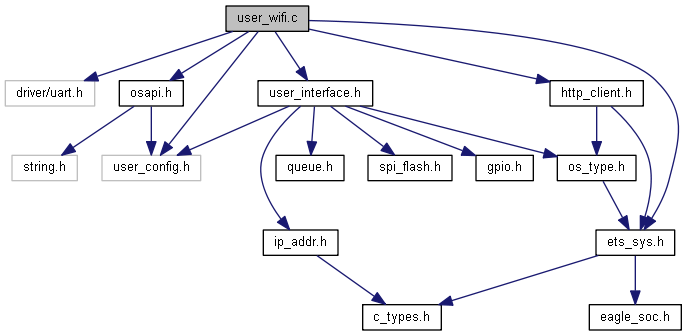 user_wifi.c
driver/uart.h
osapi.h
user_interface.h
http_client.h
string.h
user_config.h
queue.h
spi_flash.h
gpio.h
os_type.h
ip_addr.h
ets_sys.h
c_types.h
eagle_soc.h